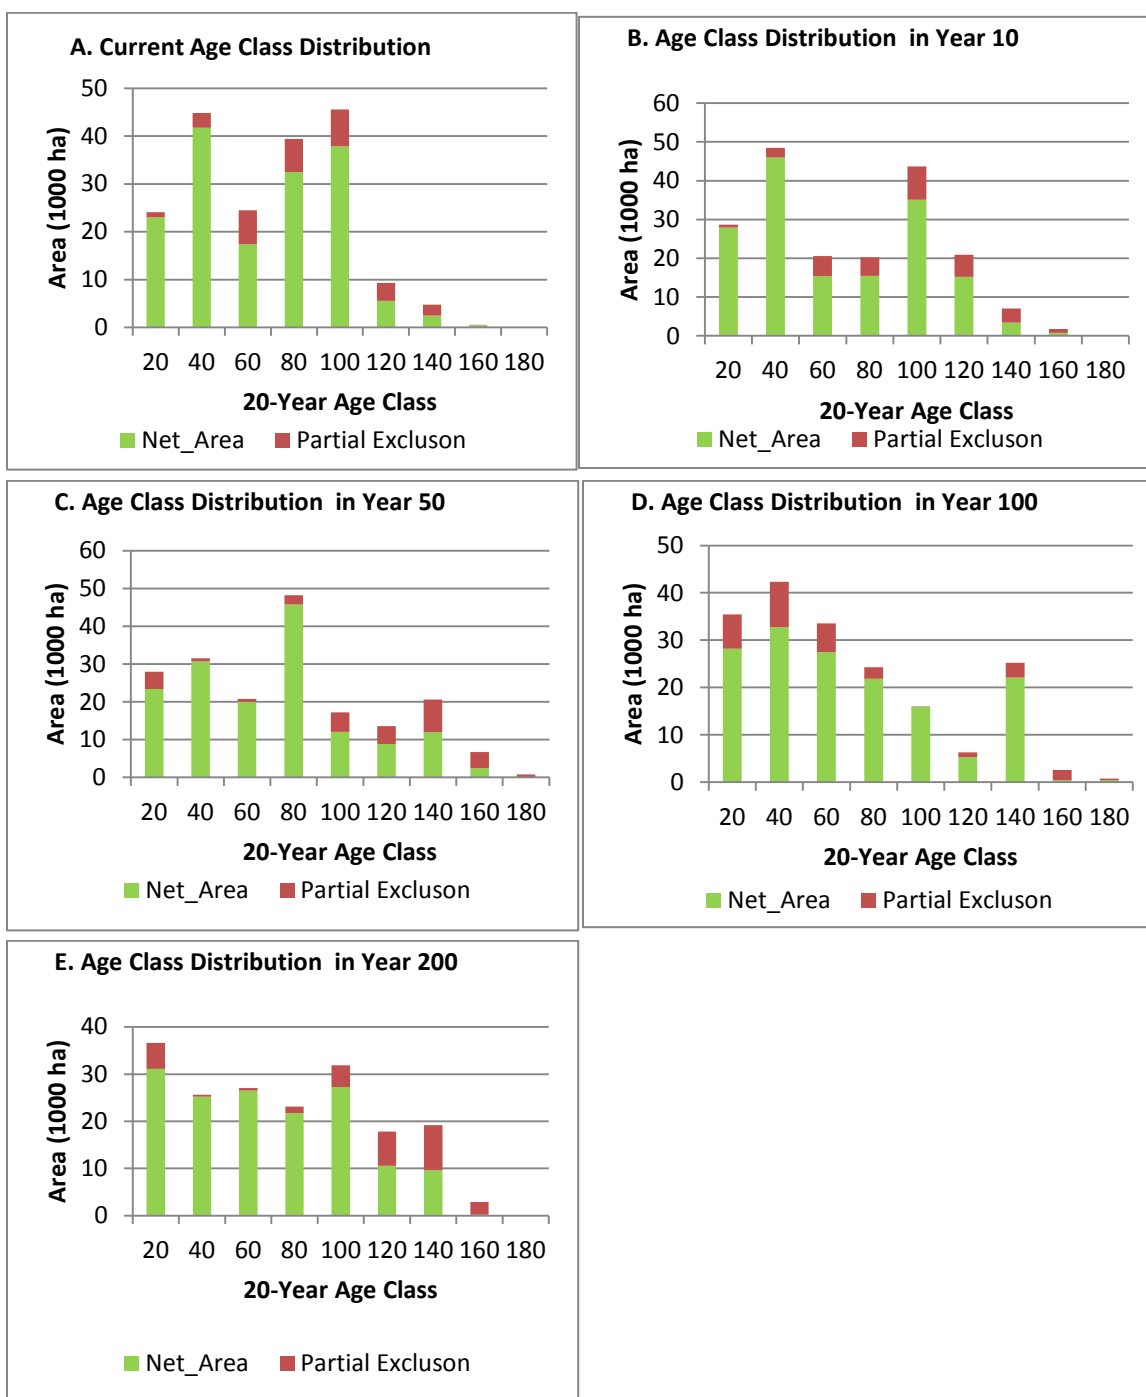 A. Current Age Class Distribution
50
40
30
20
10
0
Area (1000 ha)
20 40 60 80 100 120 140 160 180
20-Year Age Class
Net_Area Partial Excluson
B. Age Class Distribution in Year 10
60
50
40
30
20
10
0
Area (1000 ha)
20 40 60 80 100 120 140 160 180
20-Year Age Class
Net_Area Partial Excluson
C. Age Class Distribution in Year 50
60
50
40
30
20
10
0
Area (1000 ha)
20 40 60 80 100 120 140 160 180
20-Year Age Class
Net_Area Partial Excluson
D. Age Class Distribution in Year 100
50
40
30
20
10
0
Area (1000 ha)
20 40 60 80 100 120 140 160 180
20-Year Age Class
Net_Area Partial Excluson
E. Age Class Distribution in Year 200
40
30
20
10
0
Area (1000 ha)
20 40 60 80 100 120 140 160 180
20-Year Age Class
Net_Area Partial Excluson